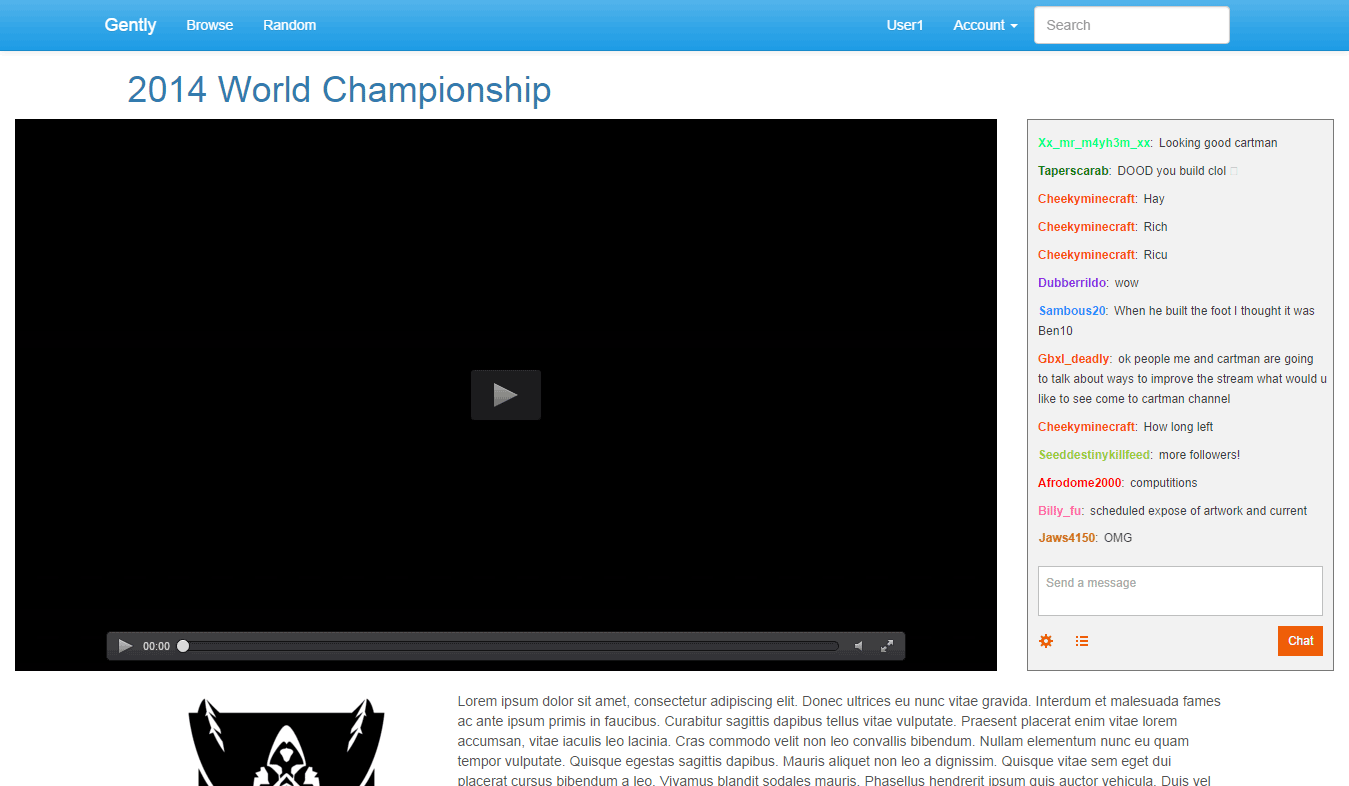 Gently Browse Random User1 Account Search
2014 World Championship
Xx_mr_m4yh3m_xx: Looking good cartman
Taperscarab: DOOD you build clol
Cheekyminecraft: Hay
Cheekyminecraft: Rich
Cheekyminecraft: Ricu
Dubberrildo: wow
Sambous20: When he built the foot I thought it was
Ben10
Gbxl_deadly: ok people me and cartman are going
to talk about ways to improve the stream what would u
like to see come to cartman channel
Cheekyminecraft: How long left
Seeddestinykillfeed: more followers!
Afrodome2000: computitions
Billy_fu: scheduled expose of artwork and current
Jaws4150: OMG
Send a message
Chat
00:00
Lorem ipsum dolor sit amet, consectetur adipiscing elit. Donec ultrices eu nunc vitae gravida. Interdum et malesuada fames
ac ante ipsum primis in faucibus. Curabitur sagittis dapibus tellus vitae vulputate. Praesent placerat enim vitae lorem
accumsan, vitae iaculis leo lacinia. Cras commodo velit non leo convallis bibendum. Nullam elementum nunc eu quam
tempor vulputate. Quisque egestas sagittis dapibus. Mauris aliquet non leo a dignissim. Quisque vitae sem eget dui
placerat cursus bibendum a leo. Vivamus blandit sodales mauris. Phasellus hendrerit ipsum quis auctor vehicula. Duis vel